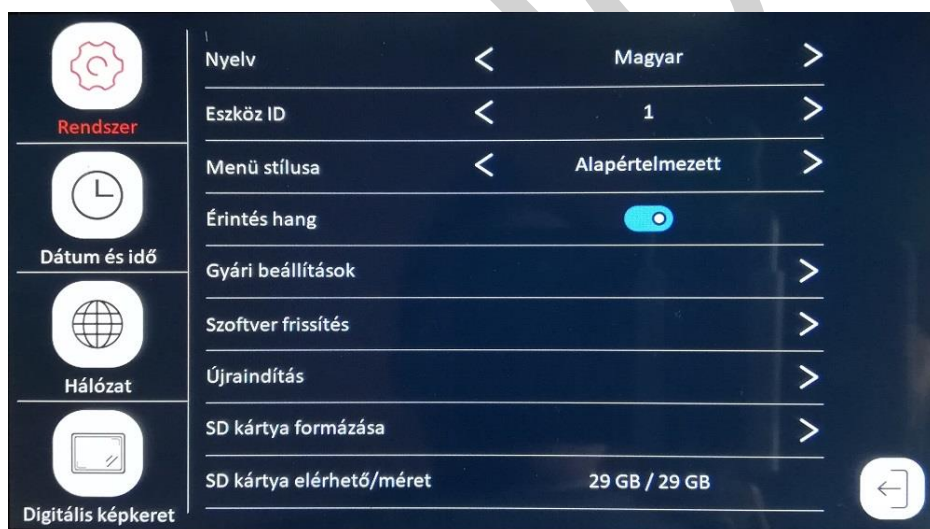 Rendszer
Dátum és idő
Hálózat
Digitális képkeret
Nyelv < Magyar >
Eszköz ID < 1 >
Menü stílusa < Alapértelmezett >
Érintés hang
Gyári beállítások >
Szoftver frissítés >
Újraindítás >
SD kártya formázása >
SD kártya elérhető/méret 29 GB / 29 GB